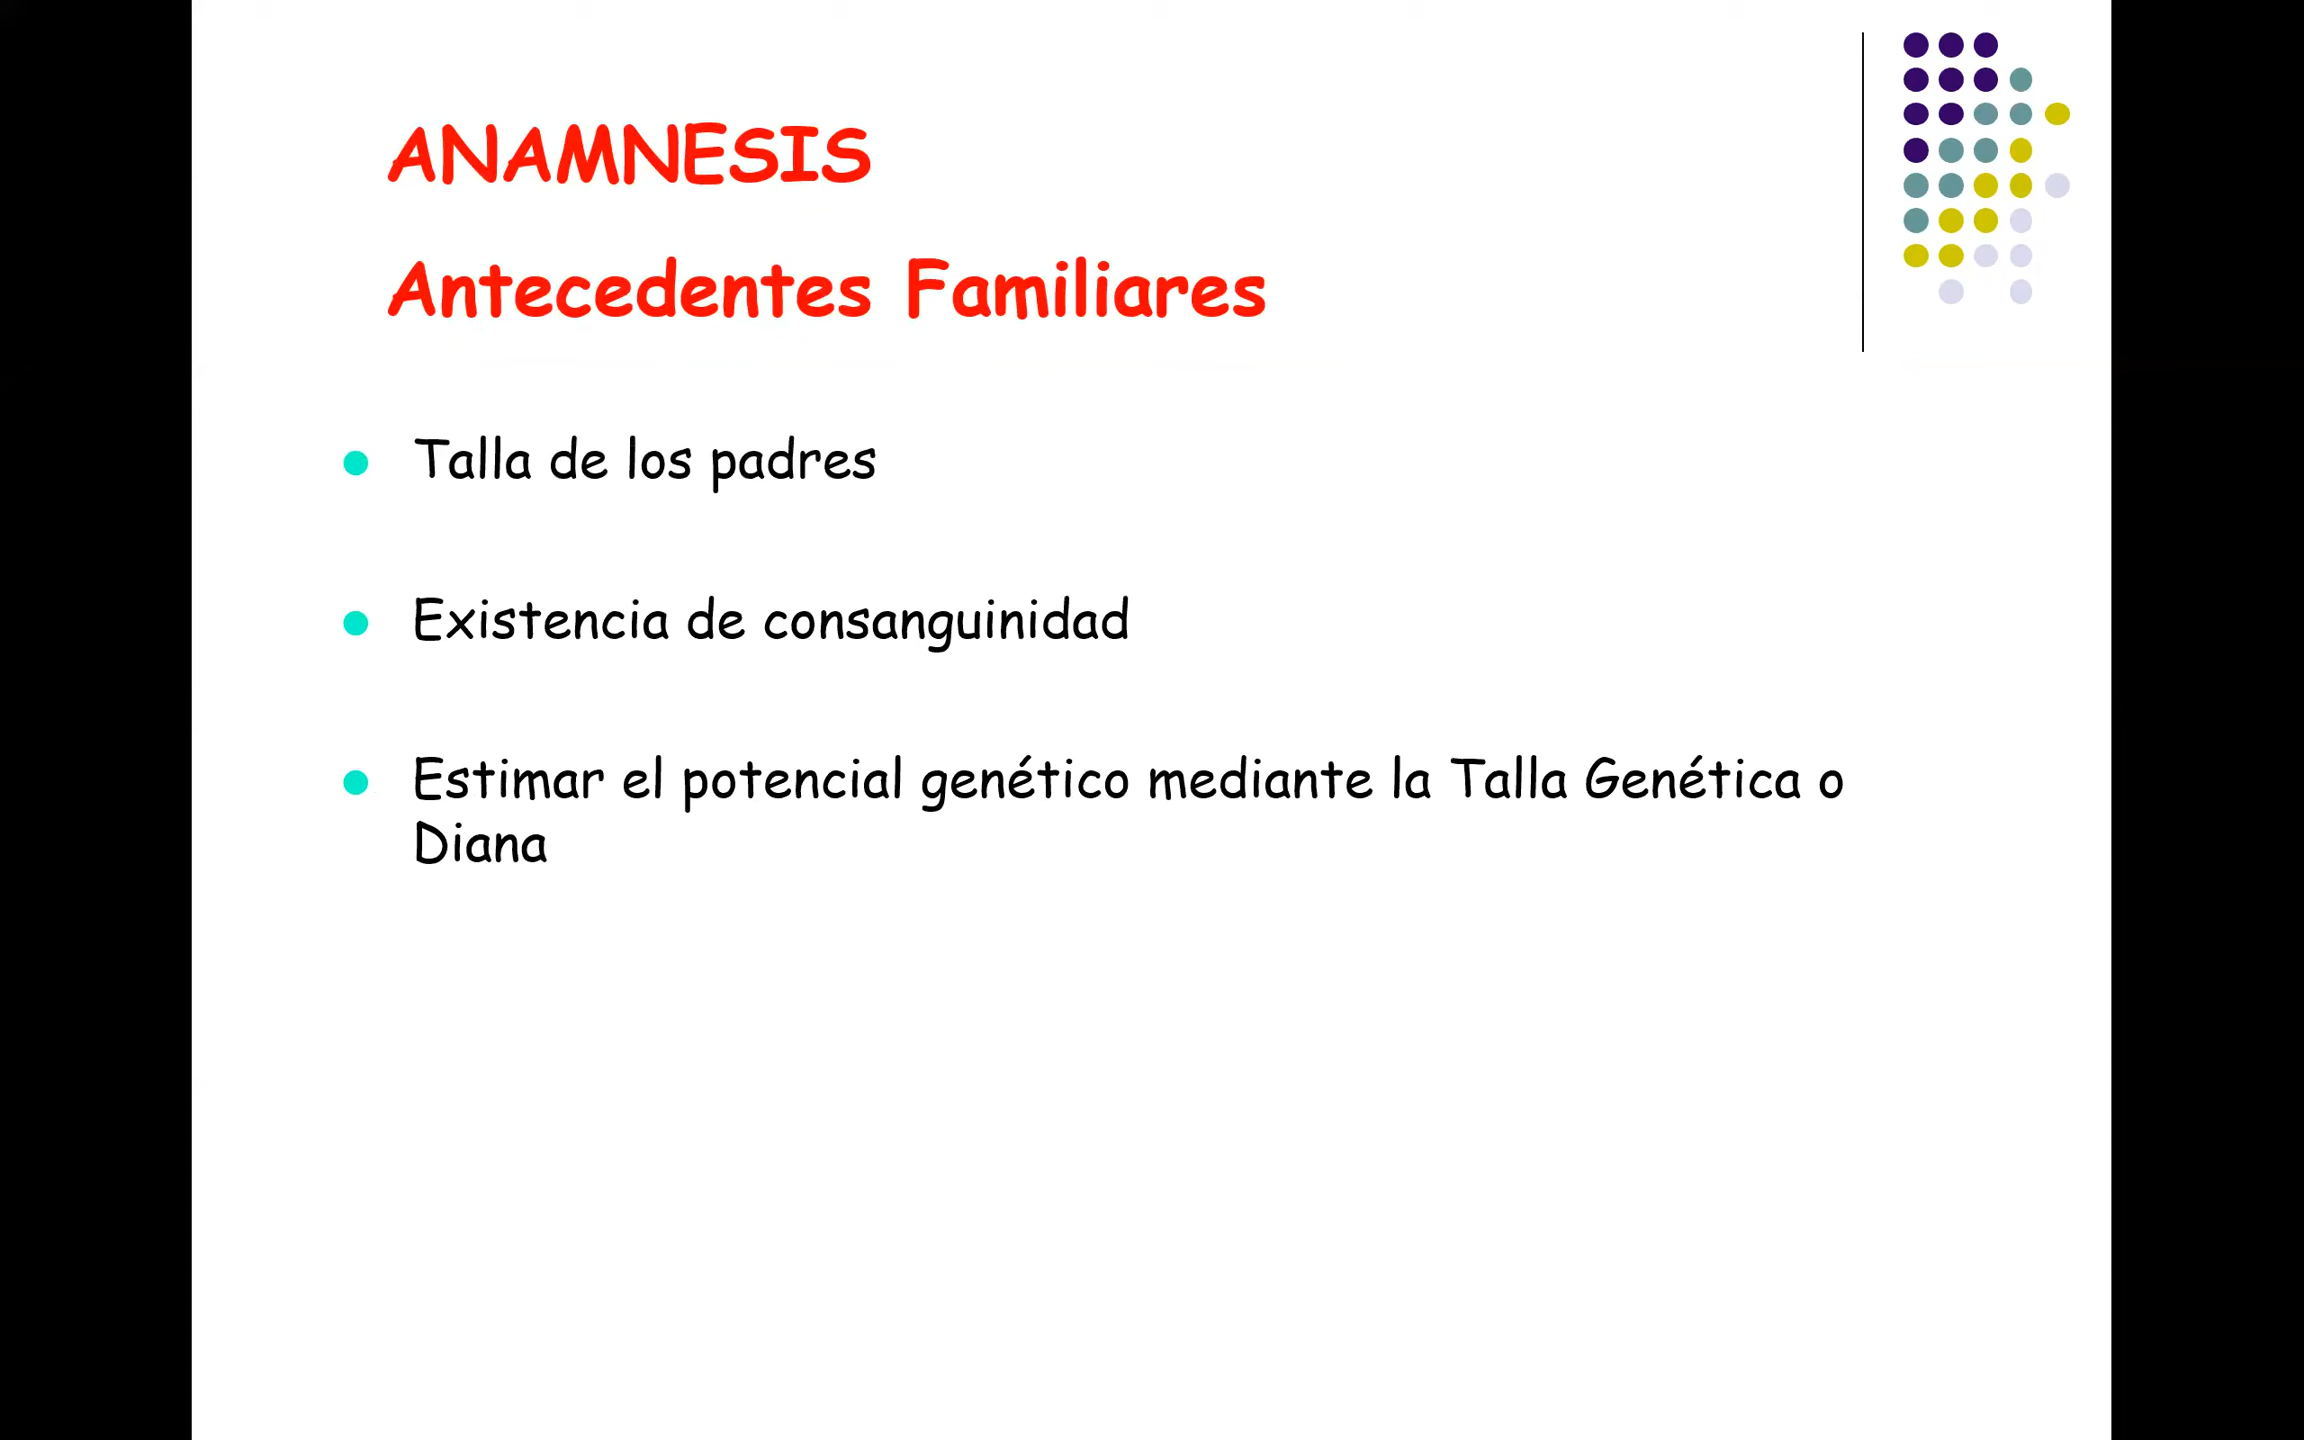 ANAMNESIS
Antecedentes Familiares
Talla de los padres
Existencia de consanguinidad
Estimar el potencial genético mediante la Talla Genética o
Diana